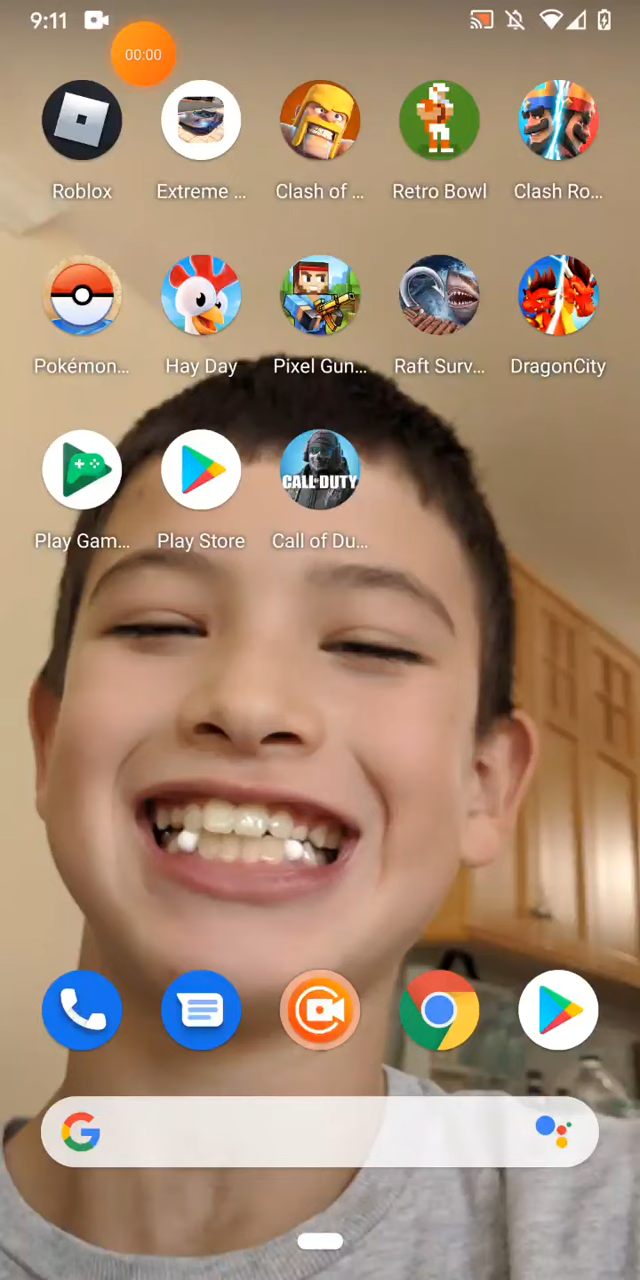 9:11
00:00
Roblox Extreme ... Clash of ... Retro Bowl Clash Ro...
Pokémon... Hay Day Pixel Gun... Raft Surv... DragonCity
CALL OF DUTY
Play Gam... Play Store Call of Du...
G